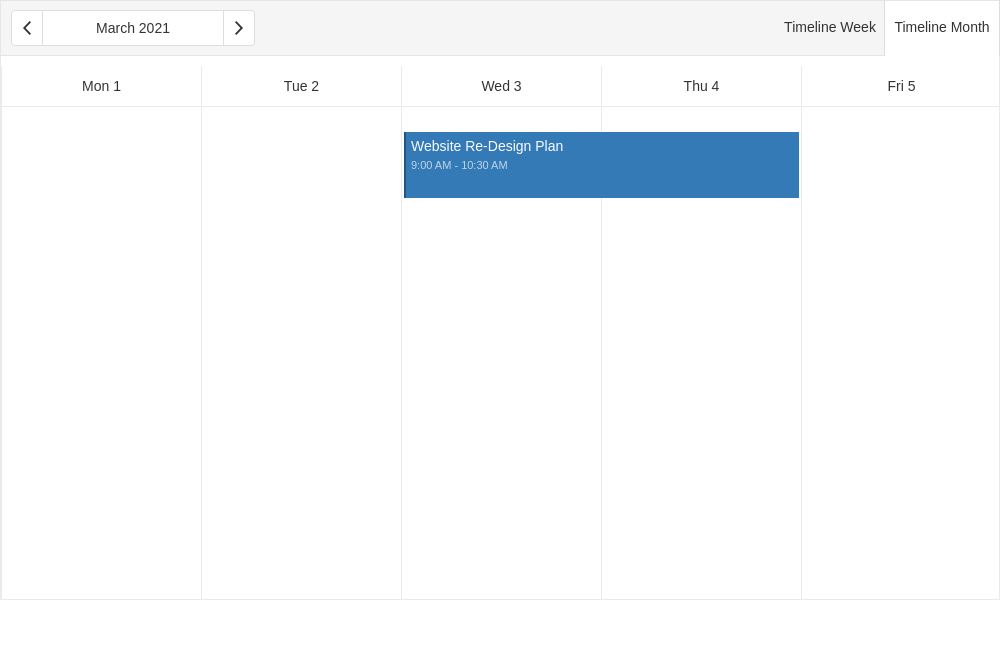 March 2021
Timeline Week
Timeline Month
Mon 1
Tue 2
Wed 3
Thu 4
Fri 5
Website Re-Design Plan
9:00 AM - 10:30 AM